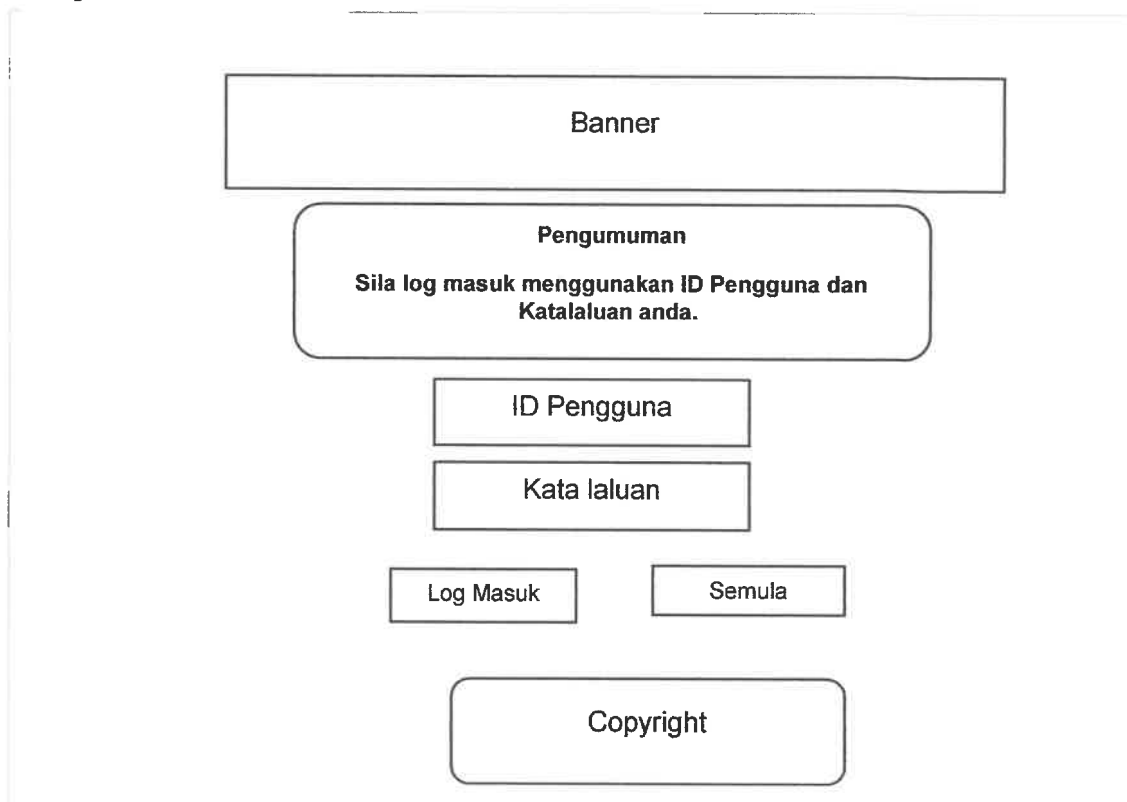 Banner
Pengumuman
Sila log masuk menggunakan ID Pengguna dan
Katalaluan anda.
ID Pengguna
Kata laluan
Log Masuk
Semula
Copyright